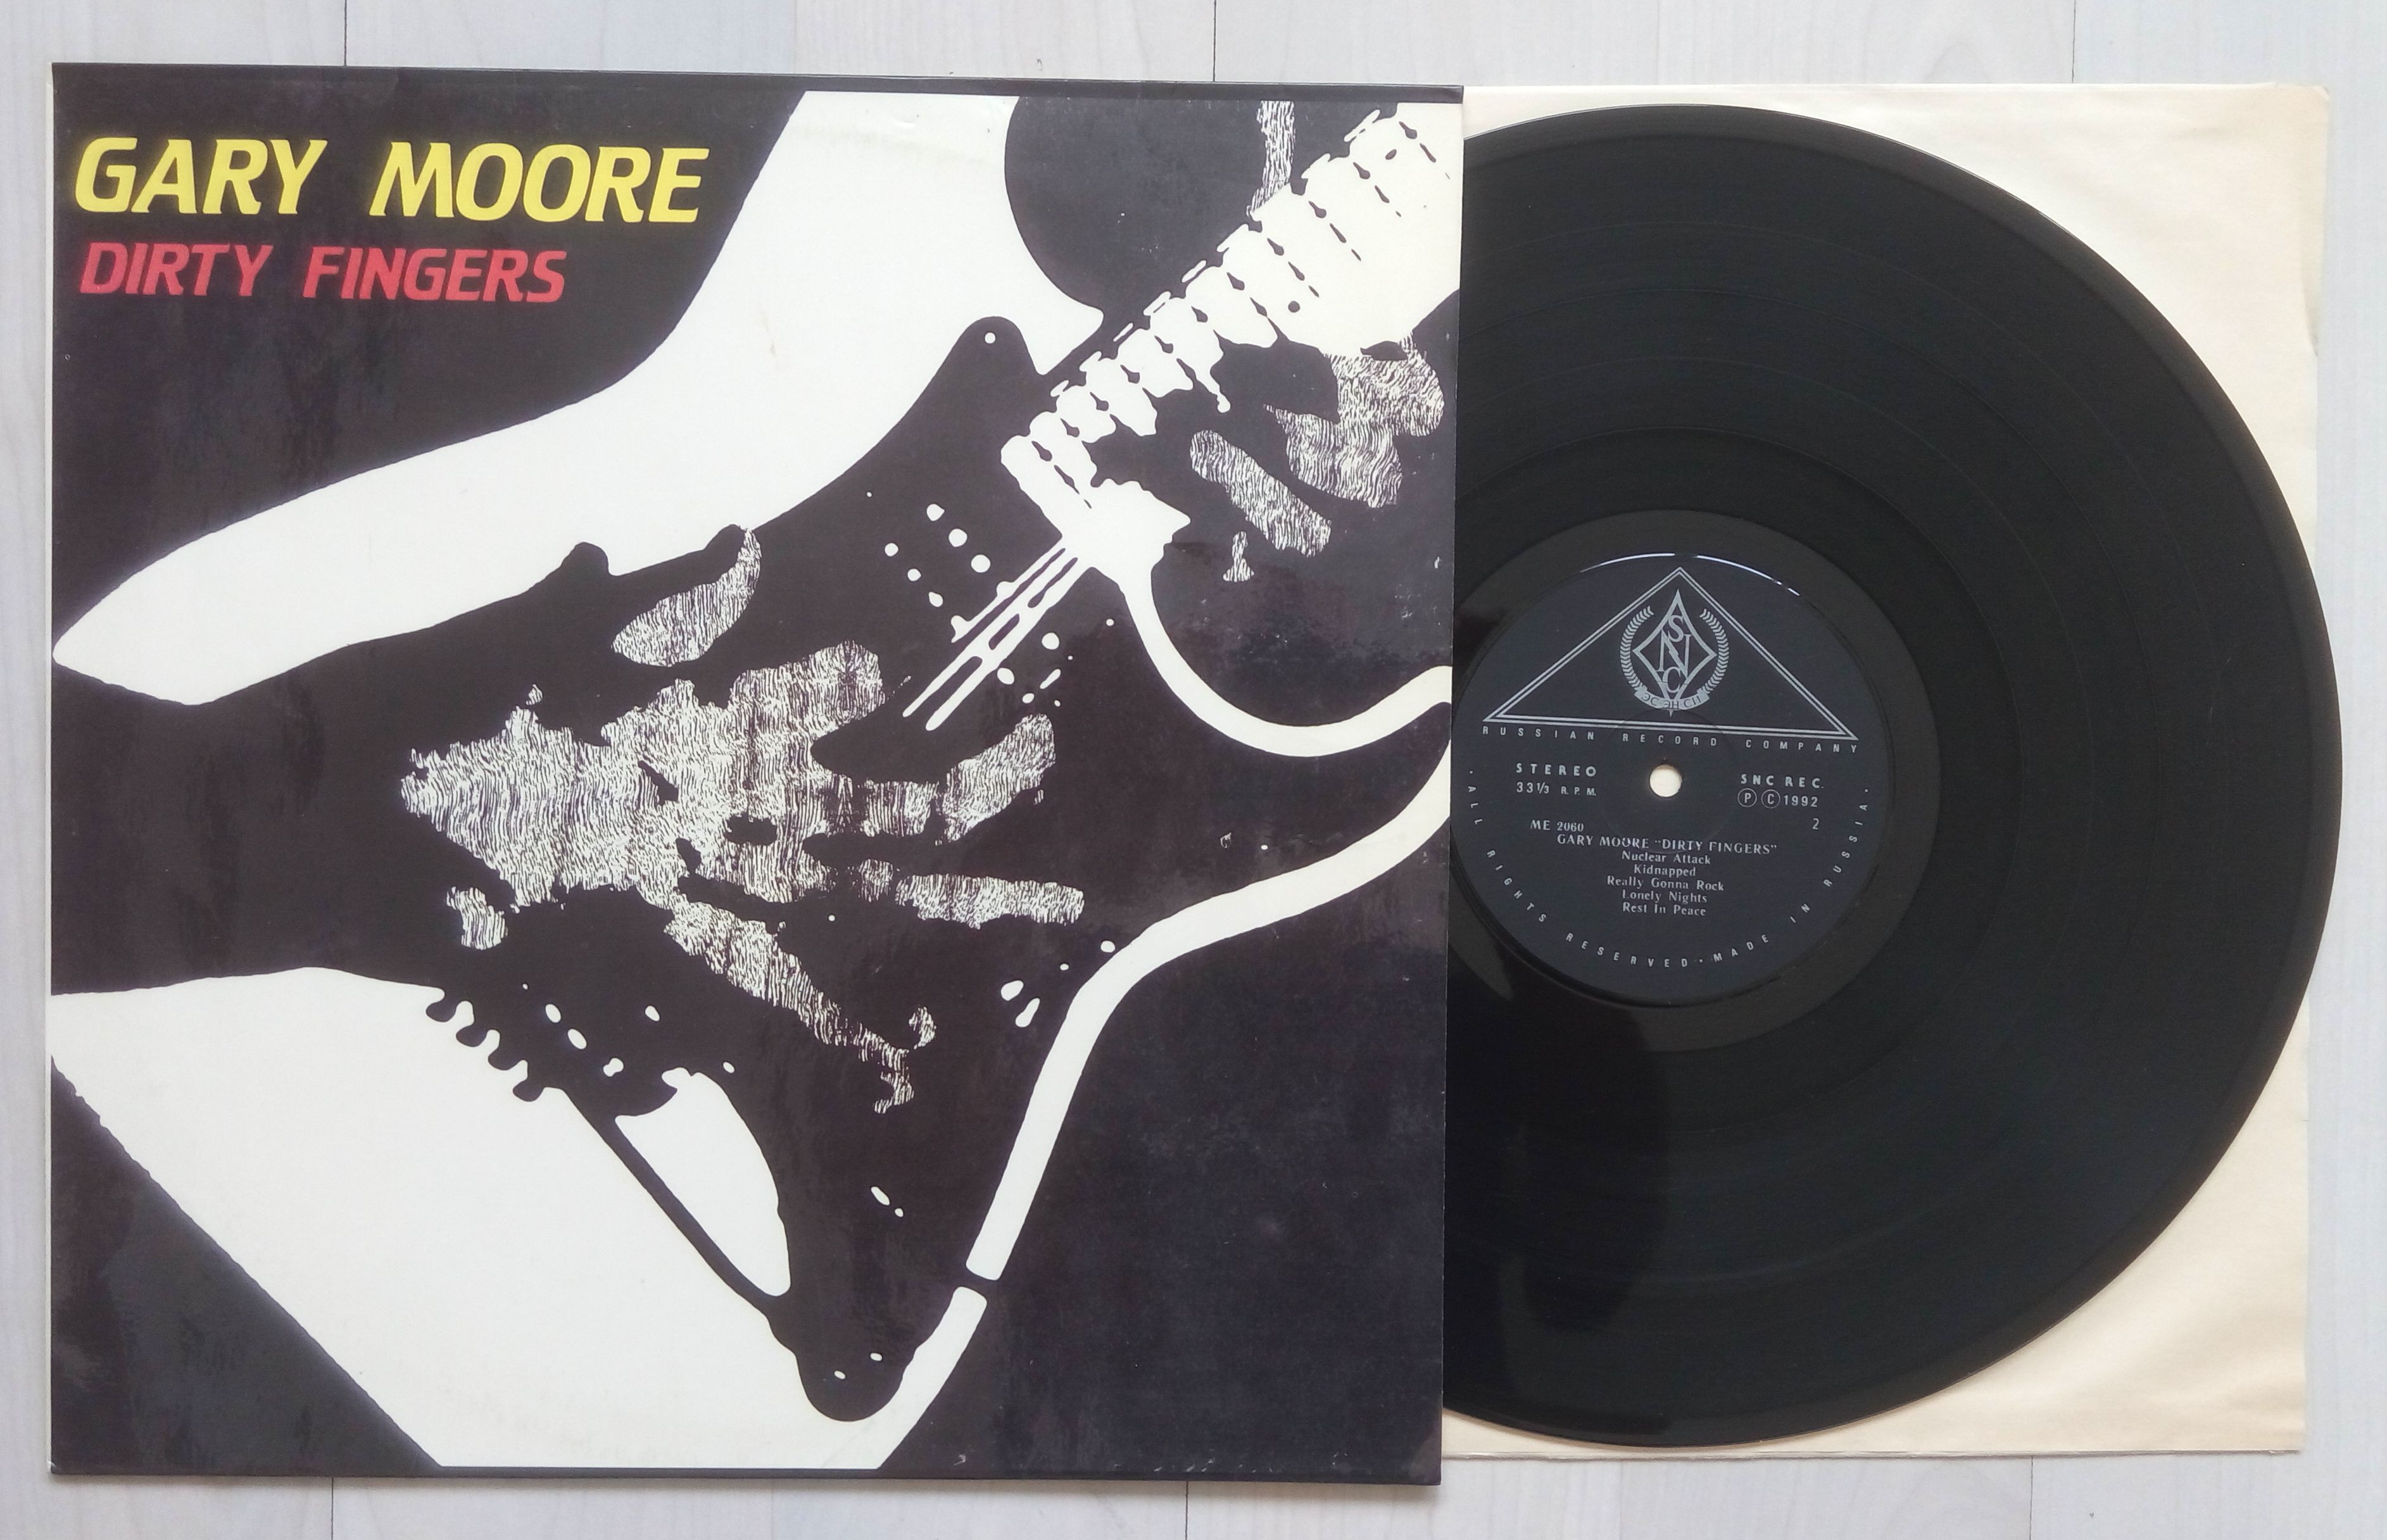 GARY MOORE
DIRTY FINGERS
SNC
RUSSIAN RECORD COMPANY
STEREO
33⅓ R.P.M.
SNC REC.
Ⓟ Ⓒ 1992
2
ME 2060
GARY MOORE "DIRTY FINGERS"
Nuclear Attack
Kidnapped
Really Gonna Rock
Lonely Nights
Rest In Peace
· ALL RIGHTS RESERVED · MADE IN RUSSIA ·